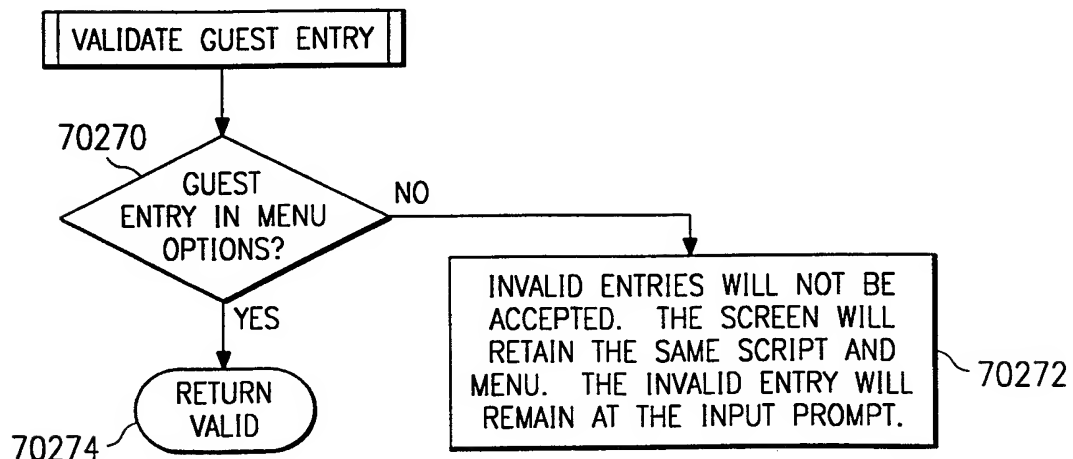 VALIDATE GUEST ENTRY
70270
GUEST
ENTRY IN MENU
OPTIONS?
NO
YES
INVALID ENTRIES WILL NOT BE
ACCEPTED. THE SCREEN WILL
RETAIN THE SAME SCRIPT AND
MENU. THE INVALID ENTRY WILL
REMAIN AT THE INPUT PROMPT.
70272
RETURN
VALID
70274